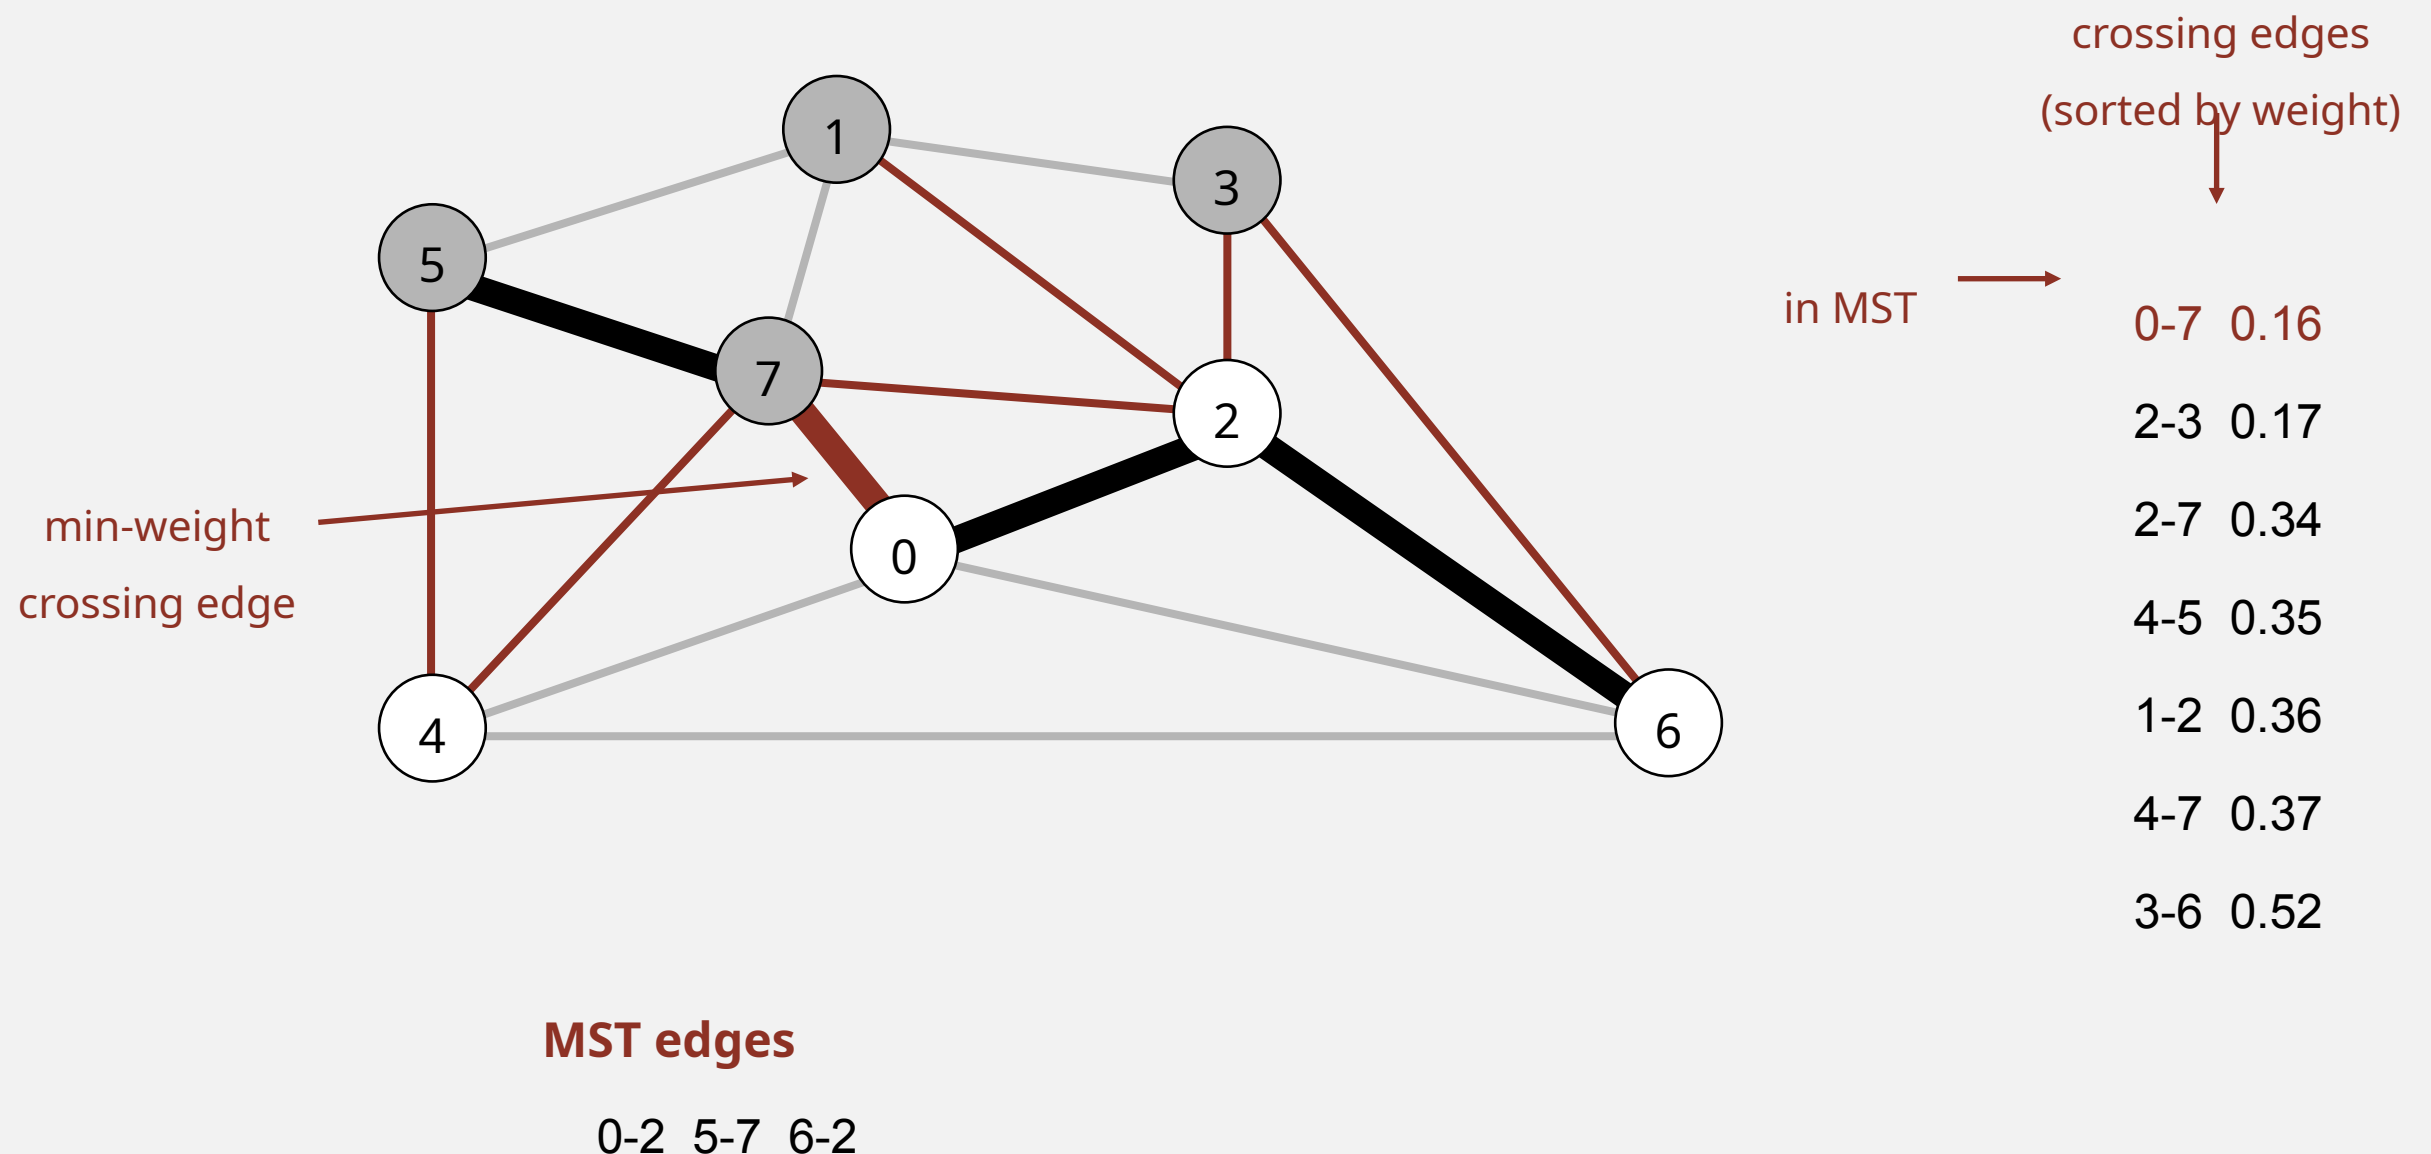 crossing edges
(sorted by weight)
1
3
5
in MST
0-7 0.16
7
2
2-3 0.17
min-weight
crossing edge
2-7 0.34
0
4-5 0.35
4
6
1-2 0.36
4-7 0.37
3-6 0.52
MST edges
0-2 5-7 6-2